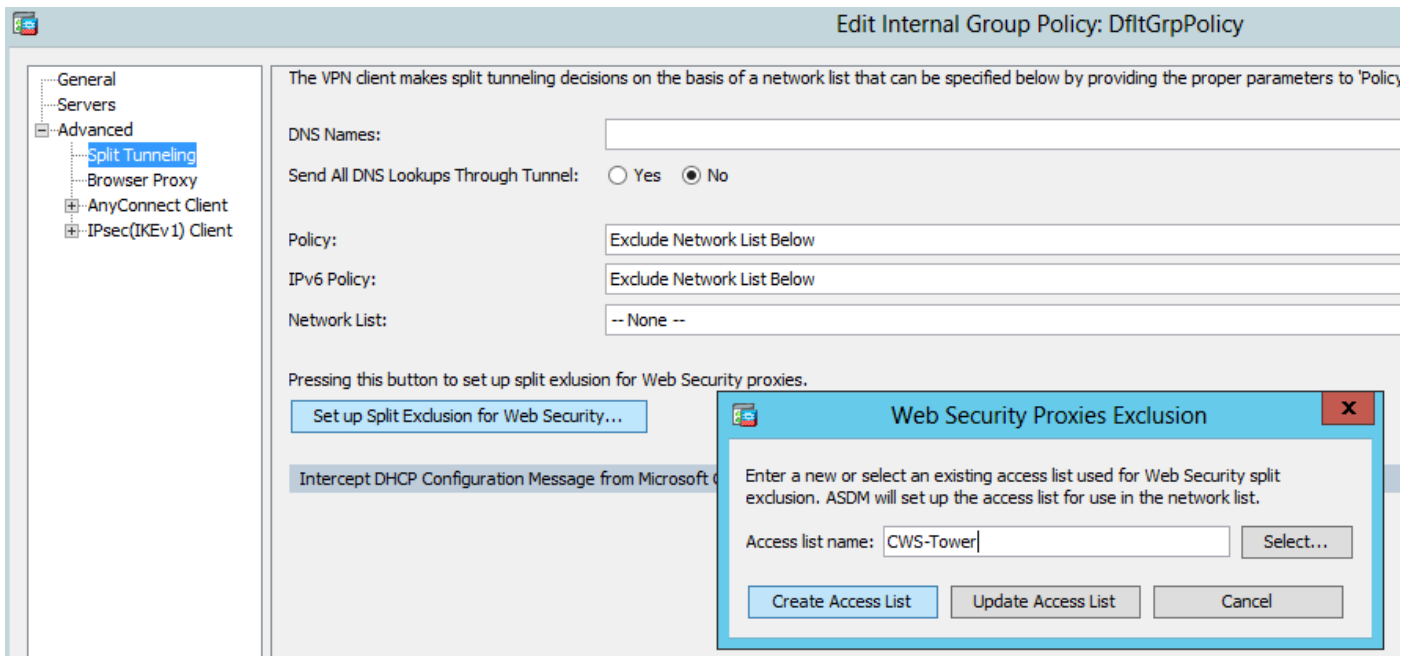 Edit Internal Group Policy: DfltGrpPolicy
General
Servers
Advanced
Split Tunneling
Browser Proxy
AnyConnect Client
IPsec(IKEv1) Client
The VPN client makes split tunneling decisions on the basis of a network list that can be specified below by providing the proper parameters to 'Policy
DNS Names:
Send All DNS Lookups Through Tunnel: Yes No
Policy: Exclude Network List Below
IPv6 Policy: Exclude Network List Below
Network List: -- None --
Pressing this button to set up split exlusion for Web Security proxies.
Set up Split Exclusion for Web Security...
Intercept DHCP Configuration Message from Microsoft
Web Security Proxies Exclusion
x
Enter a new or select an existing access list used for Web Security split
exclusion. ASDM will set up the access list for use in the network list.
Access list name: CWS-Tower Select...
Create Access List Update Access List Cancel